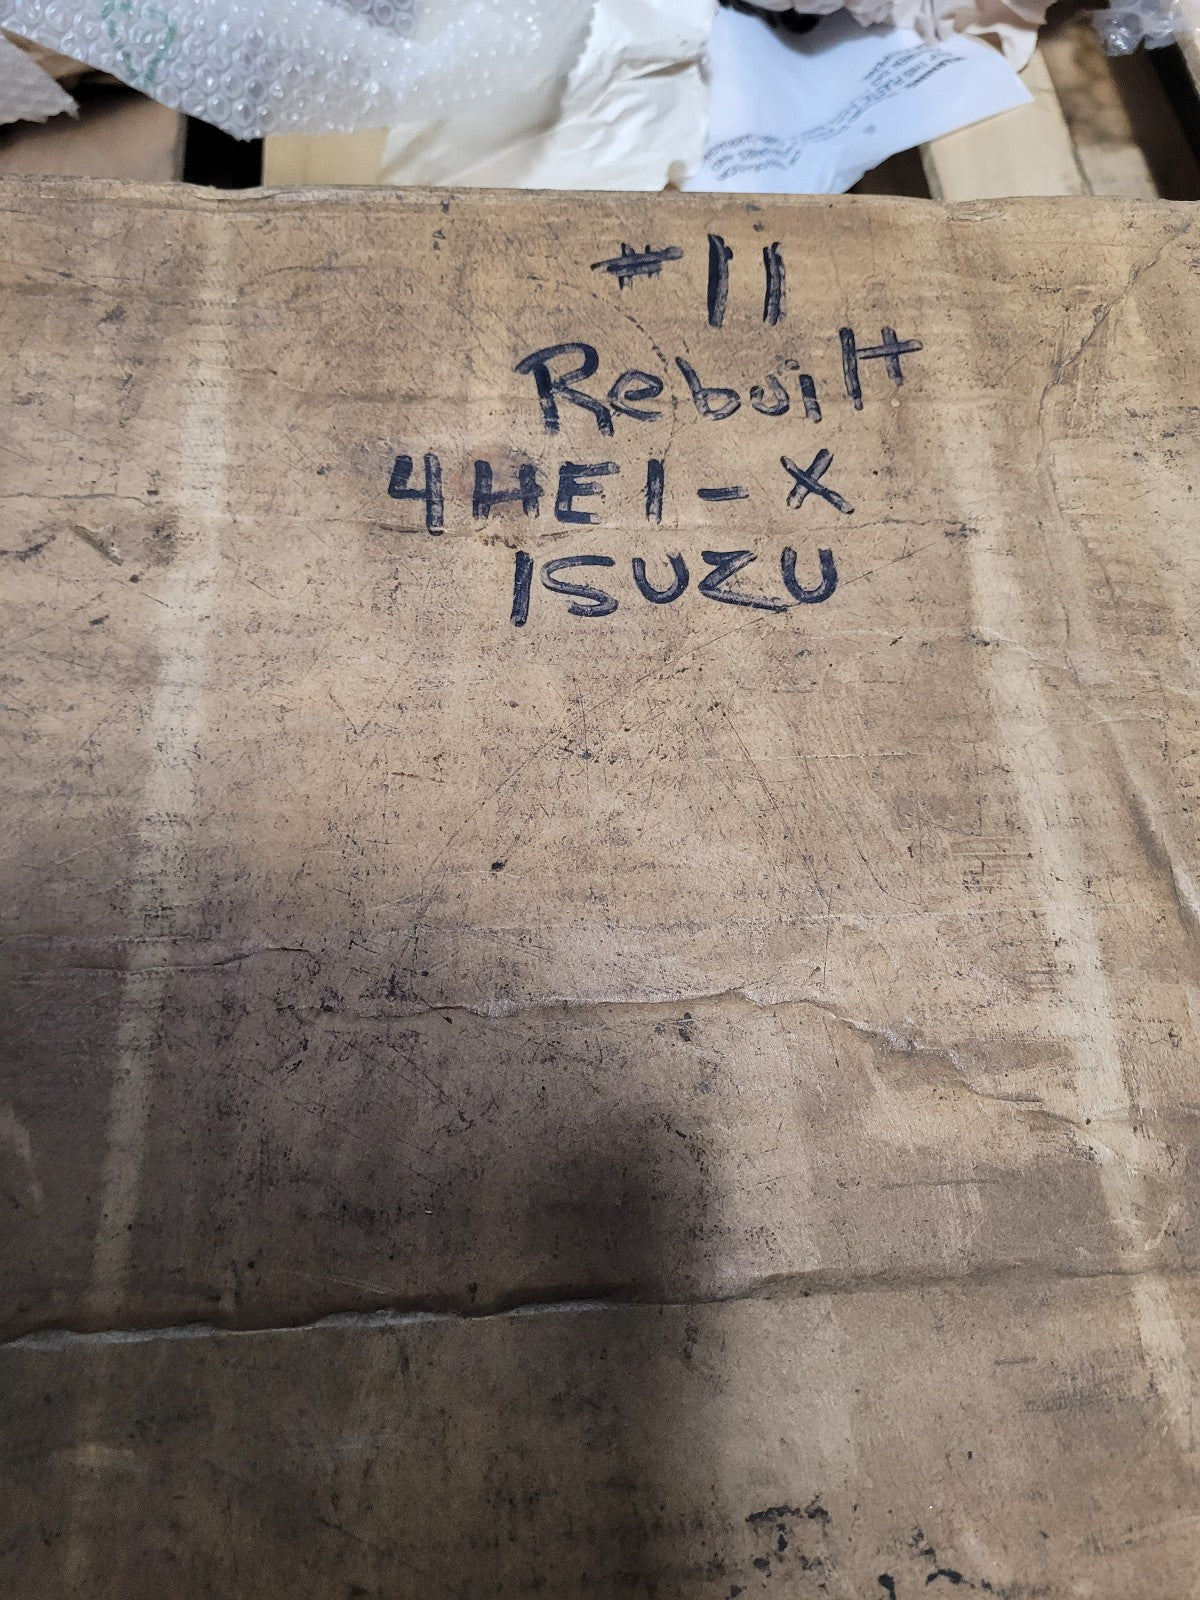 #11
Rebuilt
4HE1-X
ISUZU